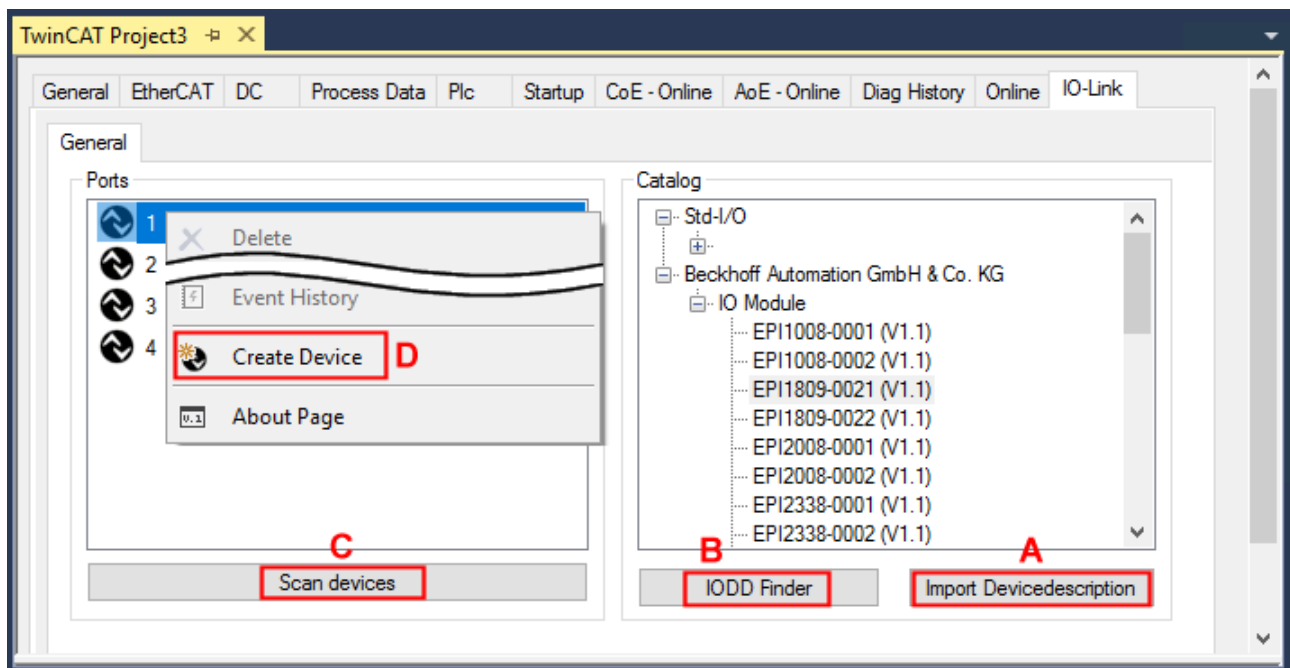 TwinCAT Project3
General EtherCAT DC Process Data Plc Startup CoE - Online AoE - Online Diag History Online IO-Link
General
Ports
1
2
3
4
Delete
Event History
Create Device D
V.1 About Page
C
Scan devices
Catalog
Std-I/O
Beckhoff Automation GmbH & Co. KG
IO Module
EPI1008-0001 (V1.1)
EPI1008-0002 (V1.1)
EPI1809-0021 (V1.1)
EPI1809-0022 (V1.1)
EPI2008-0001 (V1.1)
EPI2008-0002 (V1.1)
EPI2338-0001 (V1.1)
EPI2338-0002 (V1.1)
B A
IODD Finder Import Devicedescription